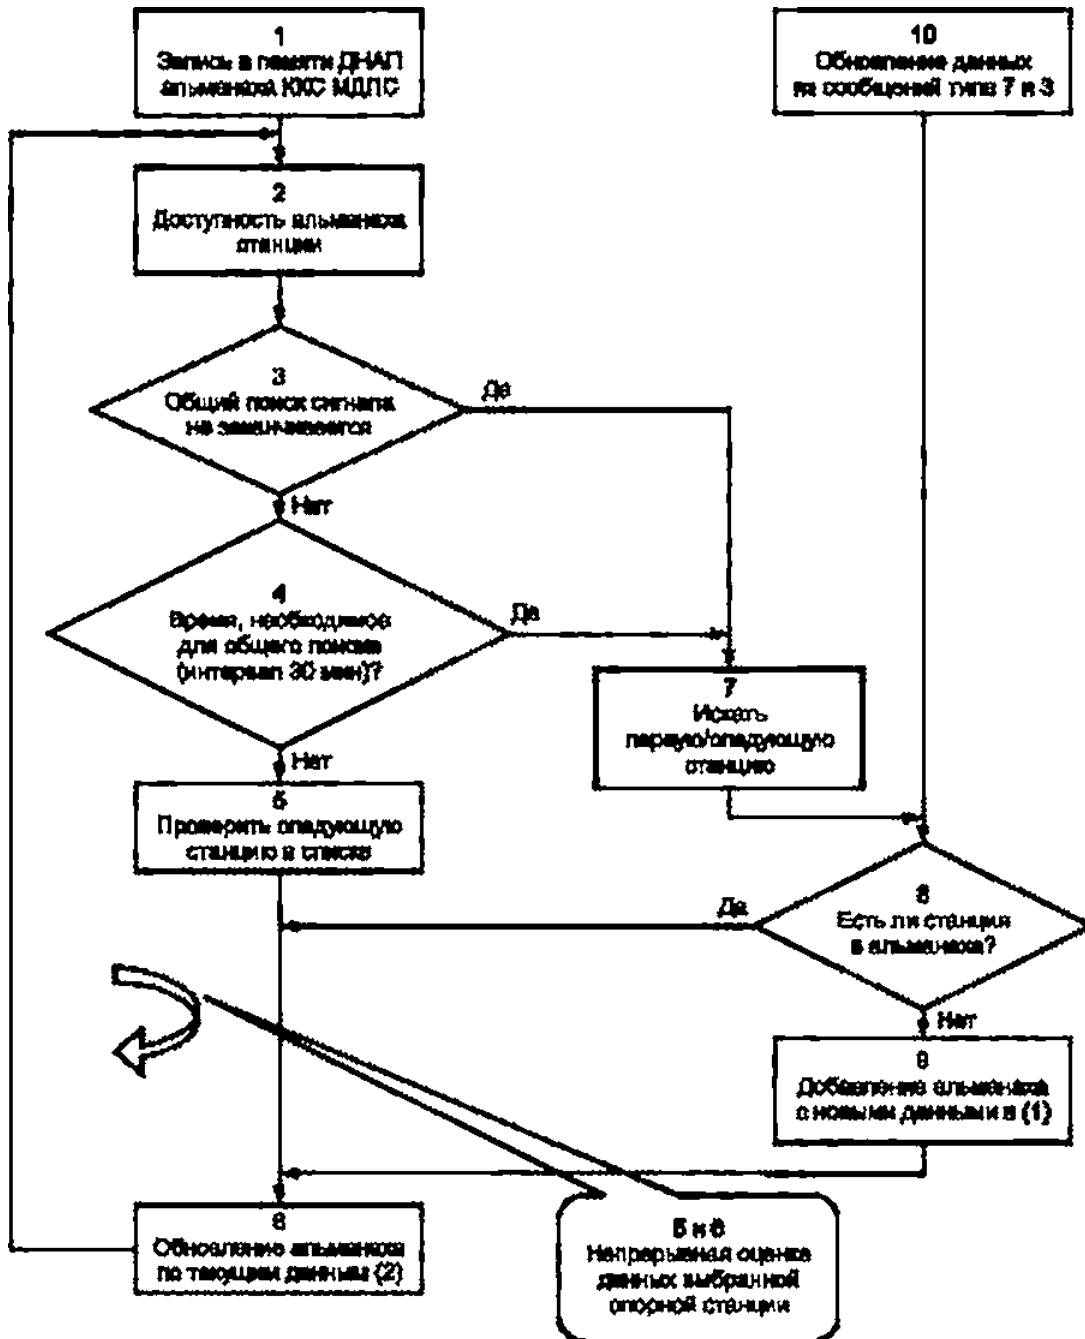 1
Запись в памяти ДНАП
альманаха ККС МДПС
10
Обновление данных
из сообщений типа 7 и 3
2
Доступность альманаха
станции
3
Общий поиск сигнала
не заканчивается
Да
Нет
4
Время, необходимое
для общего поиска
(интервал 30 мин)?
Да
Нет
7
Искать
первую/следующую
станцию
5
Проверить следующую
станцию в списке
8
Есть ли станция
в альманахе?
Да
Нет
9
Добавление альманаха
с новыми данными в (1)
6
Обновление альманаха
по текущим данным (2)
5 и 6
Непрерывная оценка
данных выбранной
опорной станции